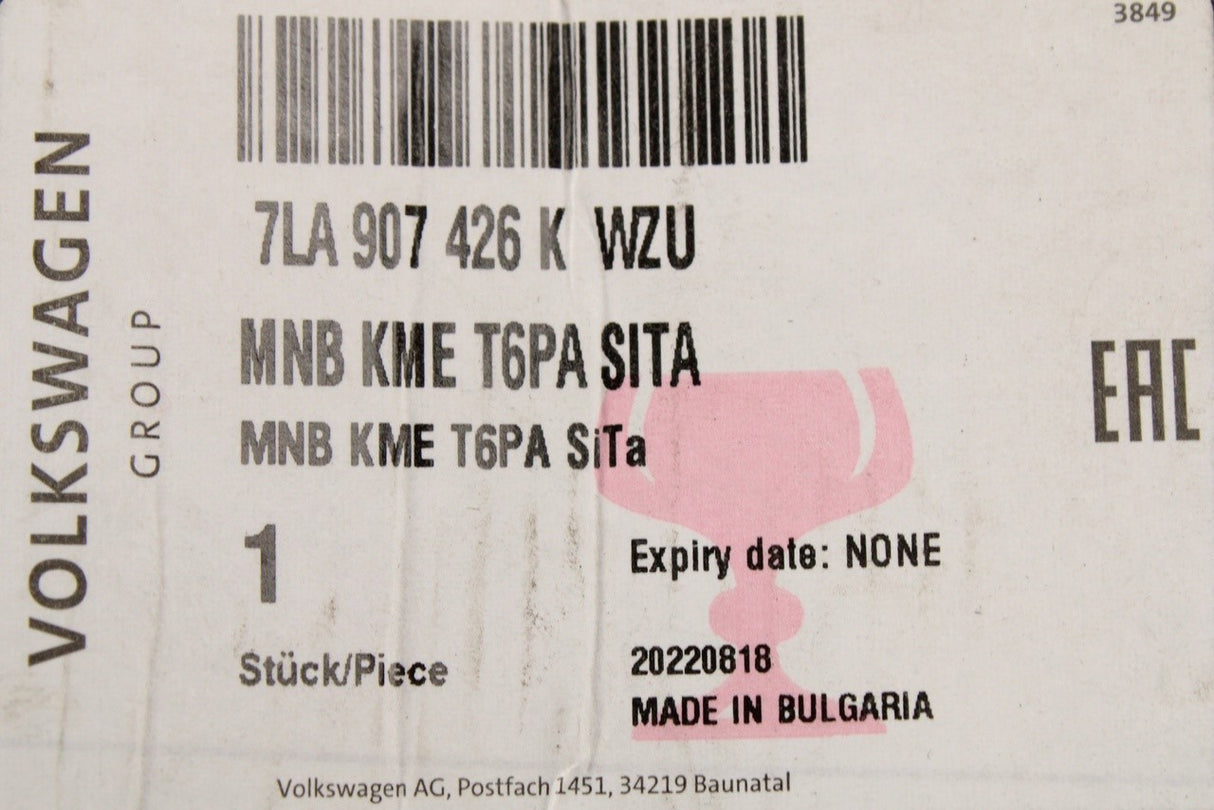 3849
VOLKSWAGEN
GROUP
7LA 907 426 K WZU
MNB KME T6PA SITA
MNB KME T6PA SiTa
EAC
1
Expiry date: NONE
Stück/Piece
20220818
MADE IN BULGARIA
Volkswagen AG, Postfach 1451, 34219 Baunatal